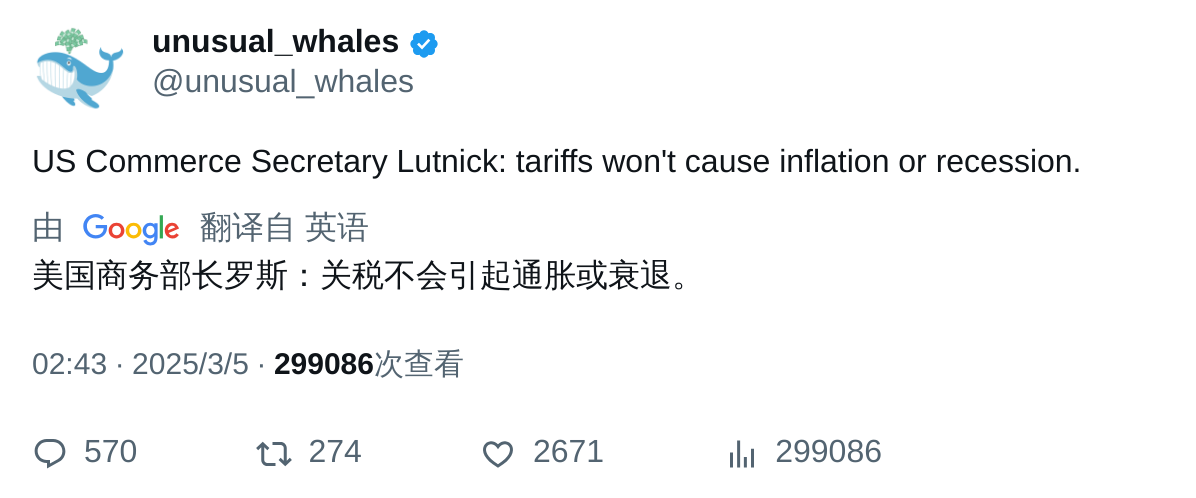 unusual_whales
@unusual_whales
US Commerce Secretary Lutnick: tariffs won't cause inflation or recession.
由 Google 翻译自 英语
美国商务部长罗斯：关税不会引起通胀或衰退。
02:43 · 2025/3/5 · 299086次查看
570 274 2671 299086